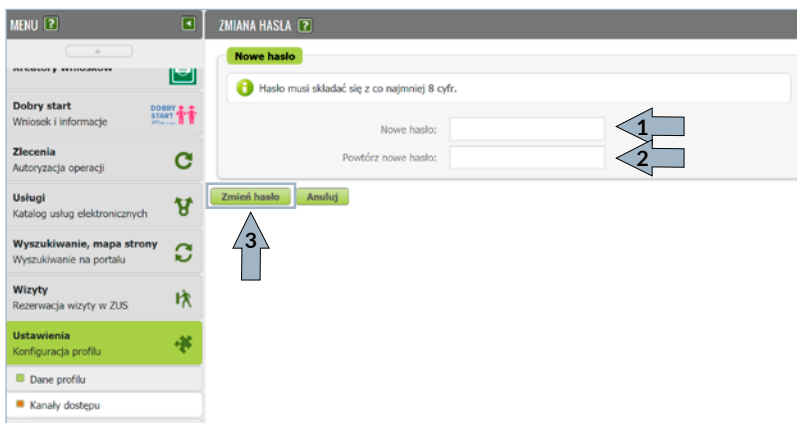 MENU ?
ZMIANA HASŁA ?
Kreatory wniosków
Dobry start
Wniosek i informacje
DOBRY
START
Zlecenia
Autoryzacja operacji
Usługi
Katalog usług elektronicznych
Wyszukiwanie, mapa strony
Wyszukiwanie na portalu
Wizyty
Rezerwacja wizyty w ZUS
Ustawienia
Konfiguracja profilu
Dane profilu
Kanały dostępu
Nowe hasło
Hasło musi składać się z co najmniej 8 cyfr.
Nowe hasło:
1
Powtórz nowe hasło:
2
Zmień hasło Anuluj
3